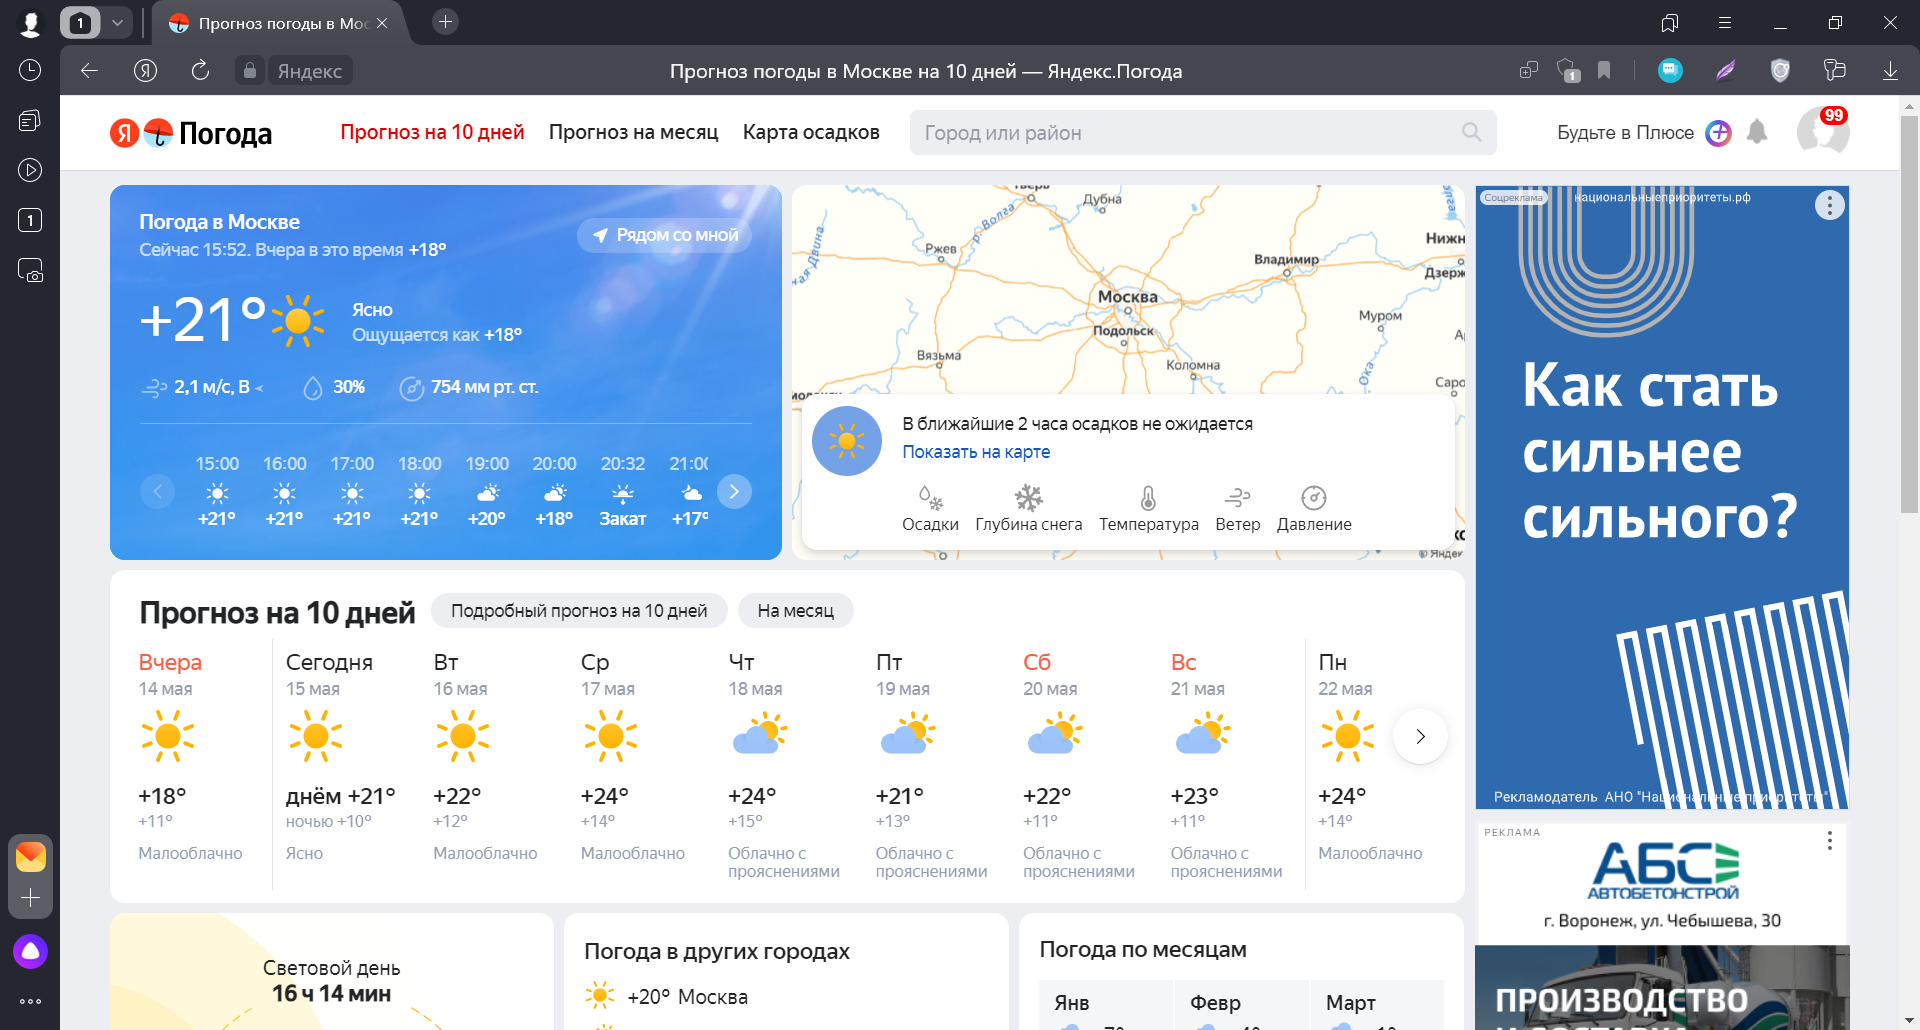 1
Прогноз погоды в Мос
Яндекс
Прогноз погоды в Москве на 10 дней — Яндекс.Погода
1
1
Я Погода
Прогноз на 10 дней
Прогноз на месяц
Карта осадков
Город или район
Будьте в Плюсе
99
Погода в Москве
Сейчас 15:52. Вчера в это время +18°
Рядом со мной
+21°
Ясно
Ощущается как +18°
2,1 м/с, В
30%
754 мм рт. ст.
15:00 16:00 17:00 18:00 19:00 20:00 20:32 21:00
+21° +21° +21° +21° +20° +18° Закат +17°
Тверь
Дубна
р. Волга
Ржев
Владимир
Нижн
Дзерж
Москва
Подольск
Муром
Вязьма
Коломна
Ока
Саро
В ближайшие 2 часа осадков не ожидается
Показать на карте
Осадки Глубина снега Температура Ветер Давление
© Яндек
Прогноз на 10 дней
Подробный прогноз на 10 дней
На месяц
Вчера Сегодня Вт Ср Чт Пт Сб Вс Пн
14 мая 15 мая 16 мая 17 мая 18 мая 19 мая 20 мая 21 мая 22 мая
+18° днём +21° +22° +24° +24° +21° +22° +23° +24°
+11° ночью +10° +12° +14° +15° +13° +11° +11° +14°
Малооблачно Ясно Малооблачно Малооблачно Облачно с Облачно с Облачно с Облачно с Малооблачно
прояснениями прояснениями прояснениями прояснениями
Световой день
16 ч 14 мин
Погода в других городах
+20° Москва
Погода по месяцам
Янв Февр Март
Соцреклама
национальныеприоритеты.рф
Как стать
сильнее
сильного?
Рекламодатель АНО "Национальные приоритеты"
РЕКЛАМА
АБС
АВТОБЕТОНСТРОЙ
г. Воронеж, ул. Чебышева, 30
ПРОИЗВОДСТВО